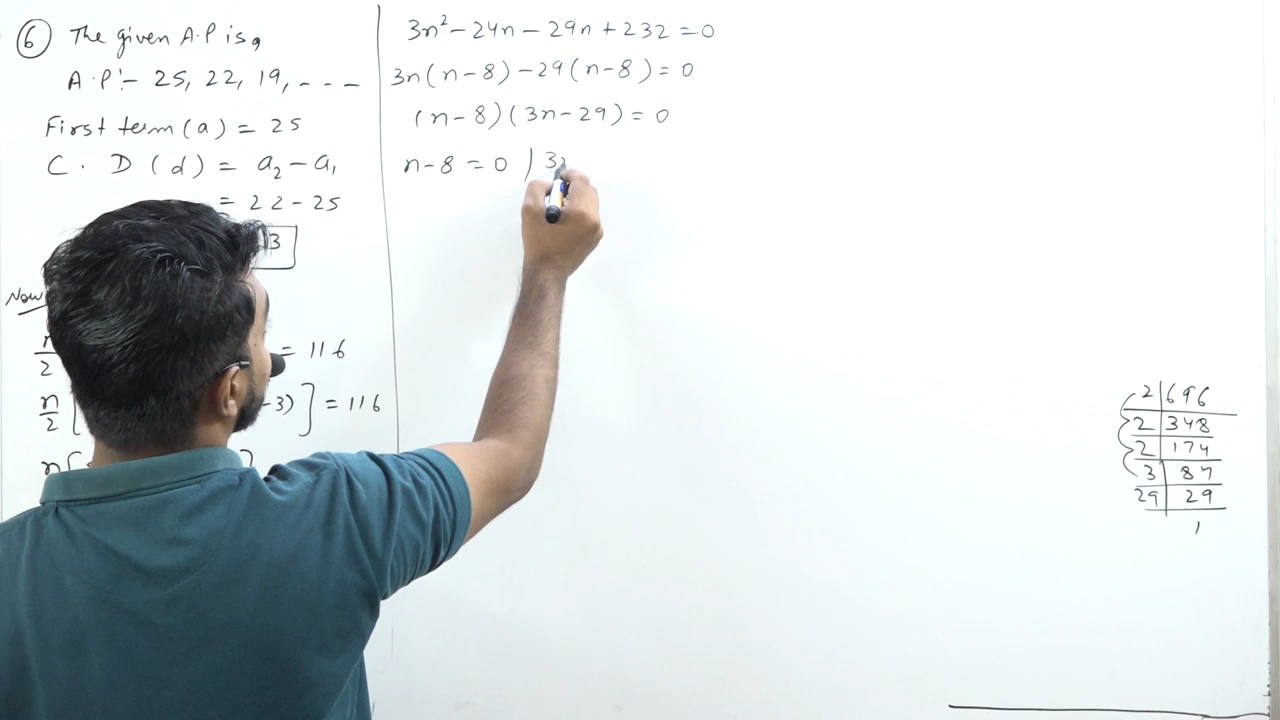 6 The given A.P is,
A.P:- 25, 22, 19, - - -
First term (a) = 25
C. D (d) = a₂ - a₁
= 22 - 25
3
Now
n/2 = 116
n/2 [ -3) ] = 116
n[ ]
3n² - 24n - 29n + 232 = 0
3n(n-8) - 29(n-8) = 0
(n-8)(3n-29) = 0
n-8 = 0 | 3
2 | 696
2 | 348
2 | 174
3 | 87
29 | 29
1